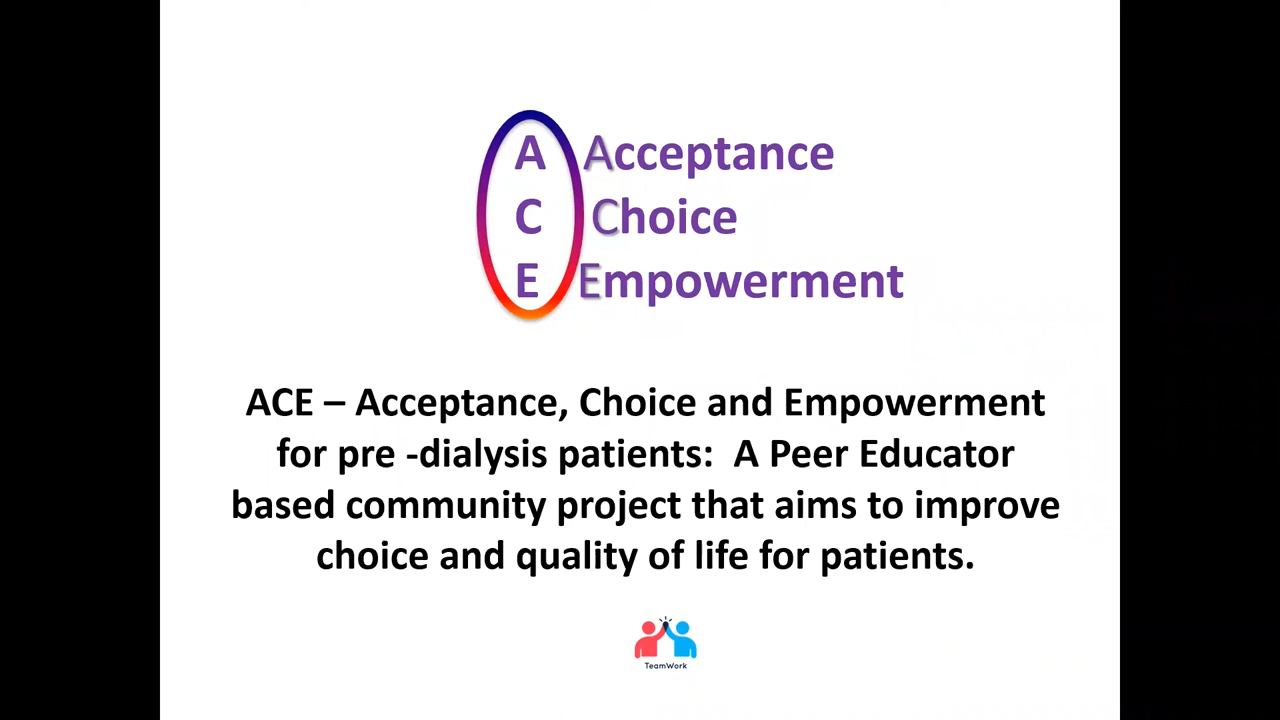 A Acceptance
C Choice
E Empowerment
ACE – Acceptance, Choice and Empowerment
for pre -dialysis patients:  A Peer Educator
based community project that aims to improve
choice and quality of life for patients.
TeamWork